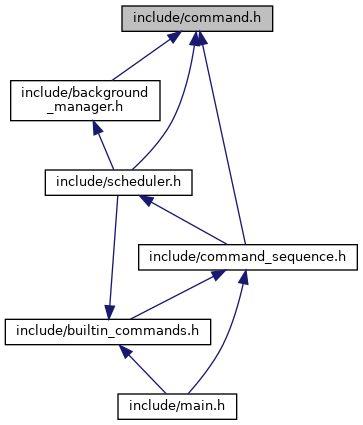 include/command.h
include/background
_manager.h
include/scheduler.h
include/command_sequence.h
include/builtin_commands.h
include/main.h